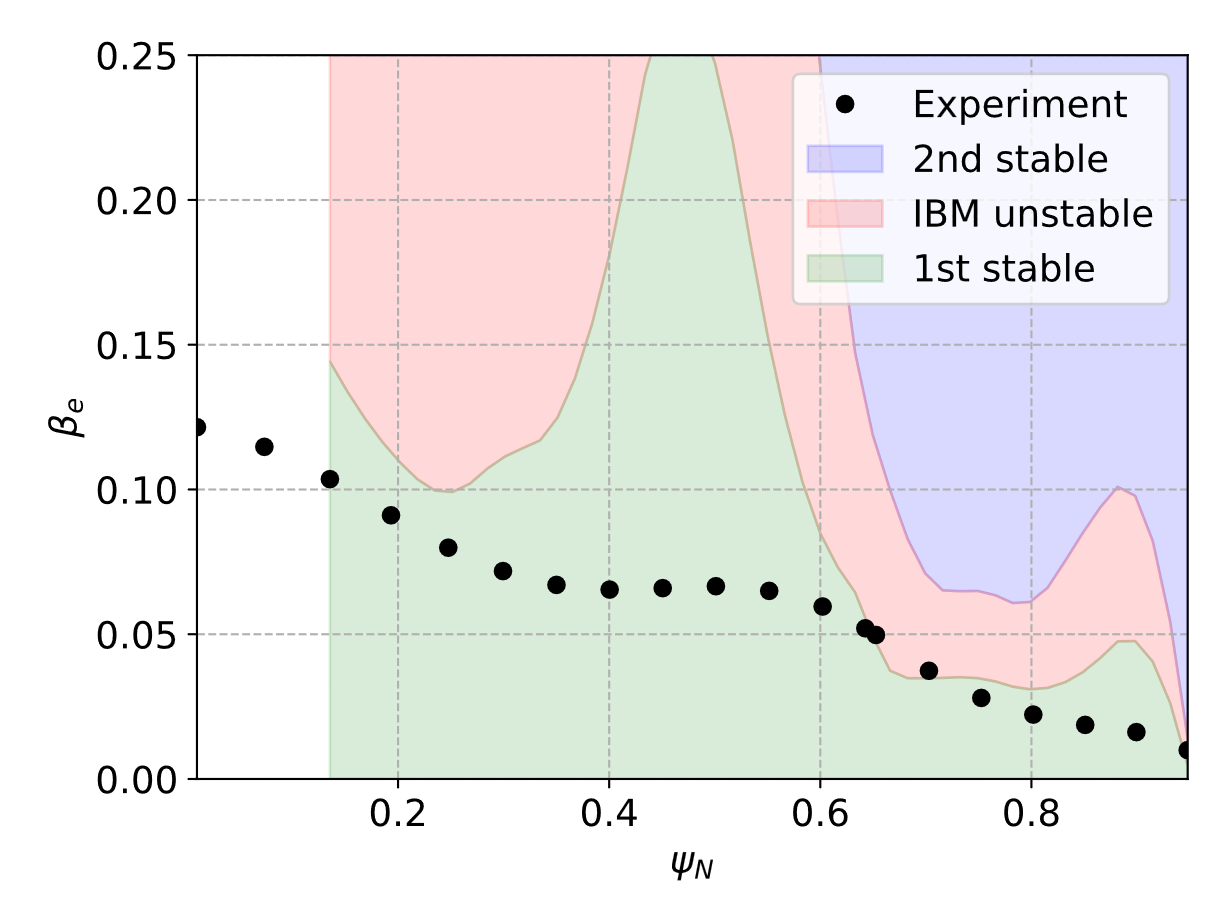 0.25
0.20
0.15
0.10
0.05
0.00
βₑ
Experiment
2nd stable
IBM unstable
1st stable
0.2 0.4 0.6 0.8
ψ_N